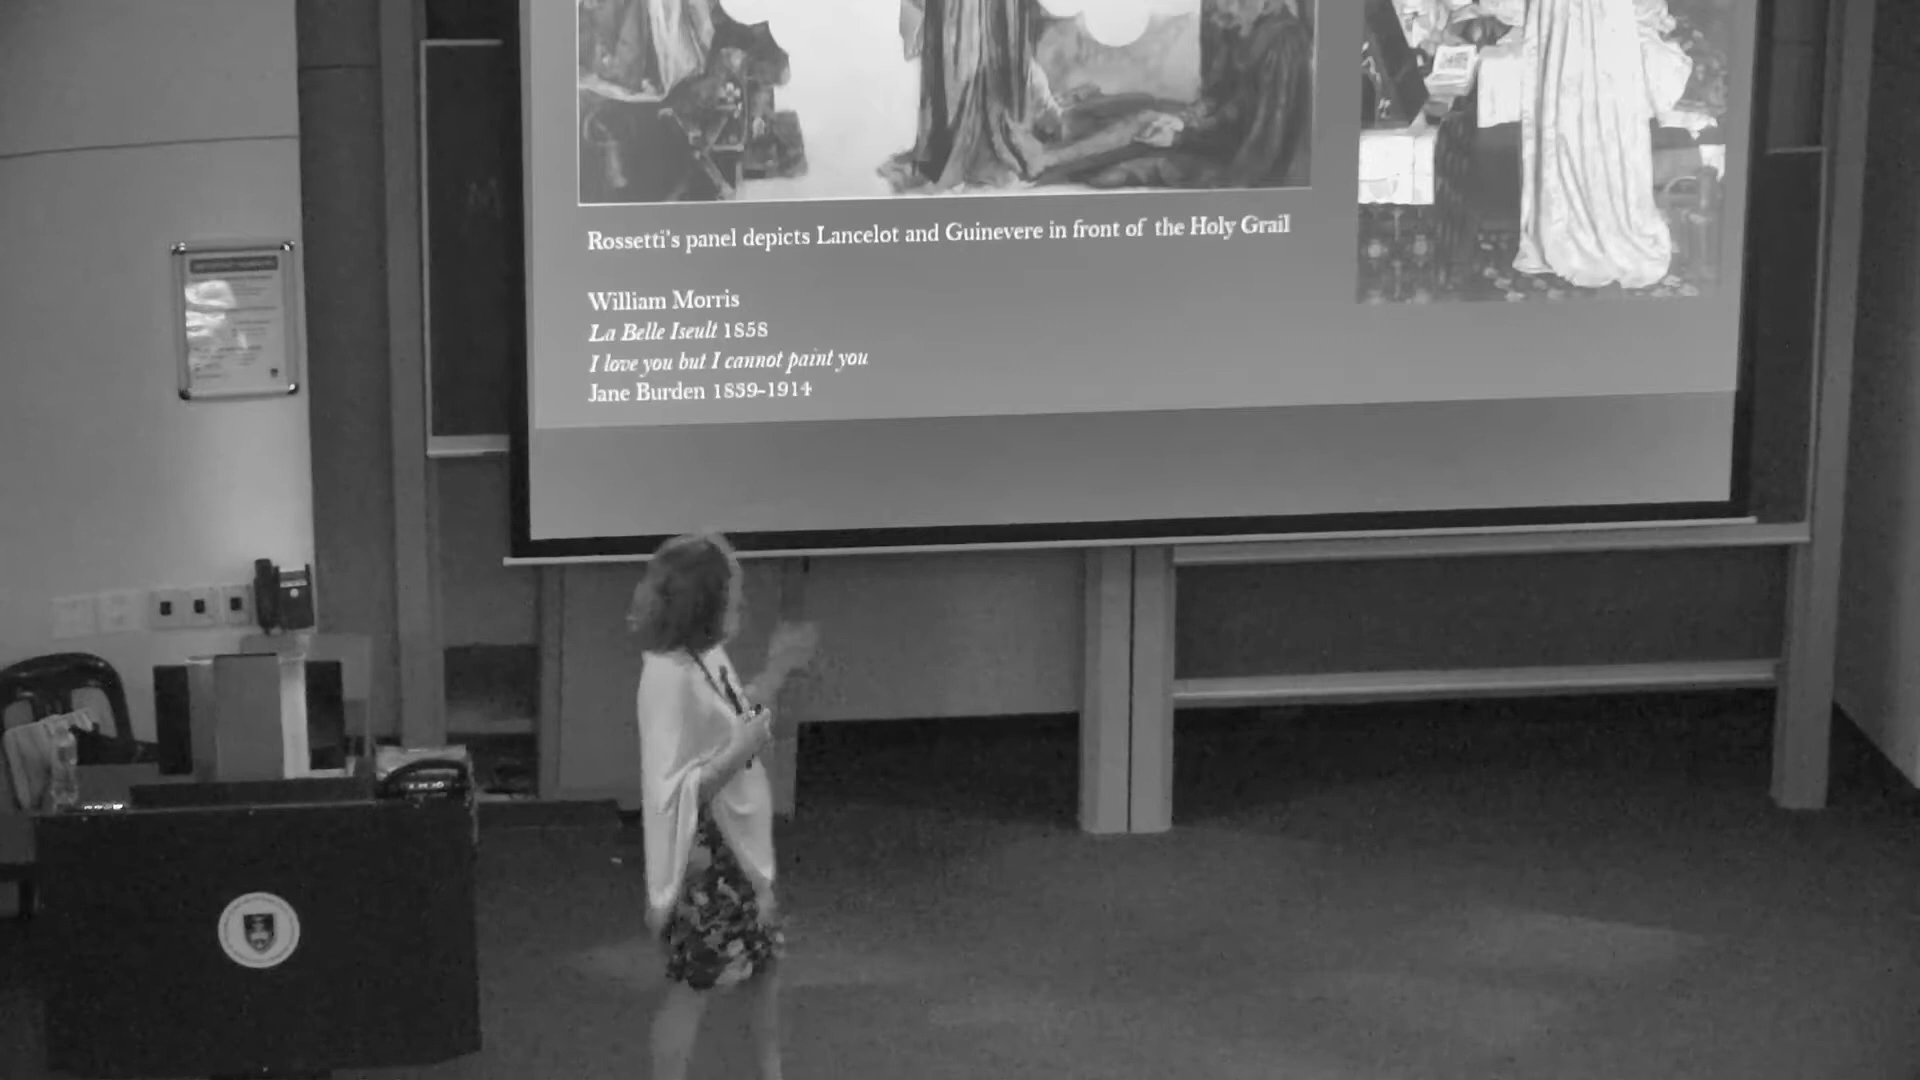 Rossetti's panel depicts Lancelot and Guinevere in front of the Holy Grail
William Morris
La Belle Iseult 1858
I love you but I cannot paint you
Jane Burden 1839-1914